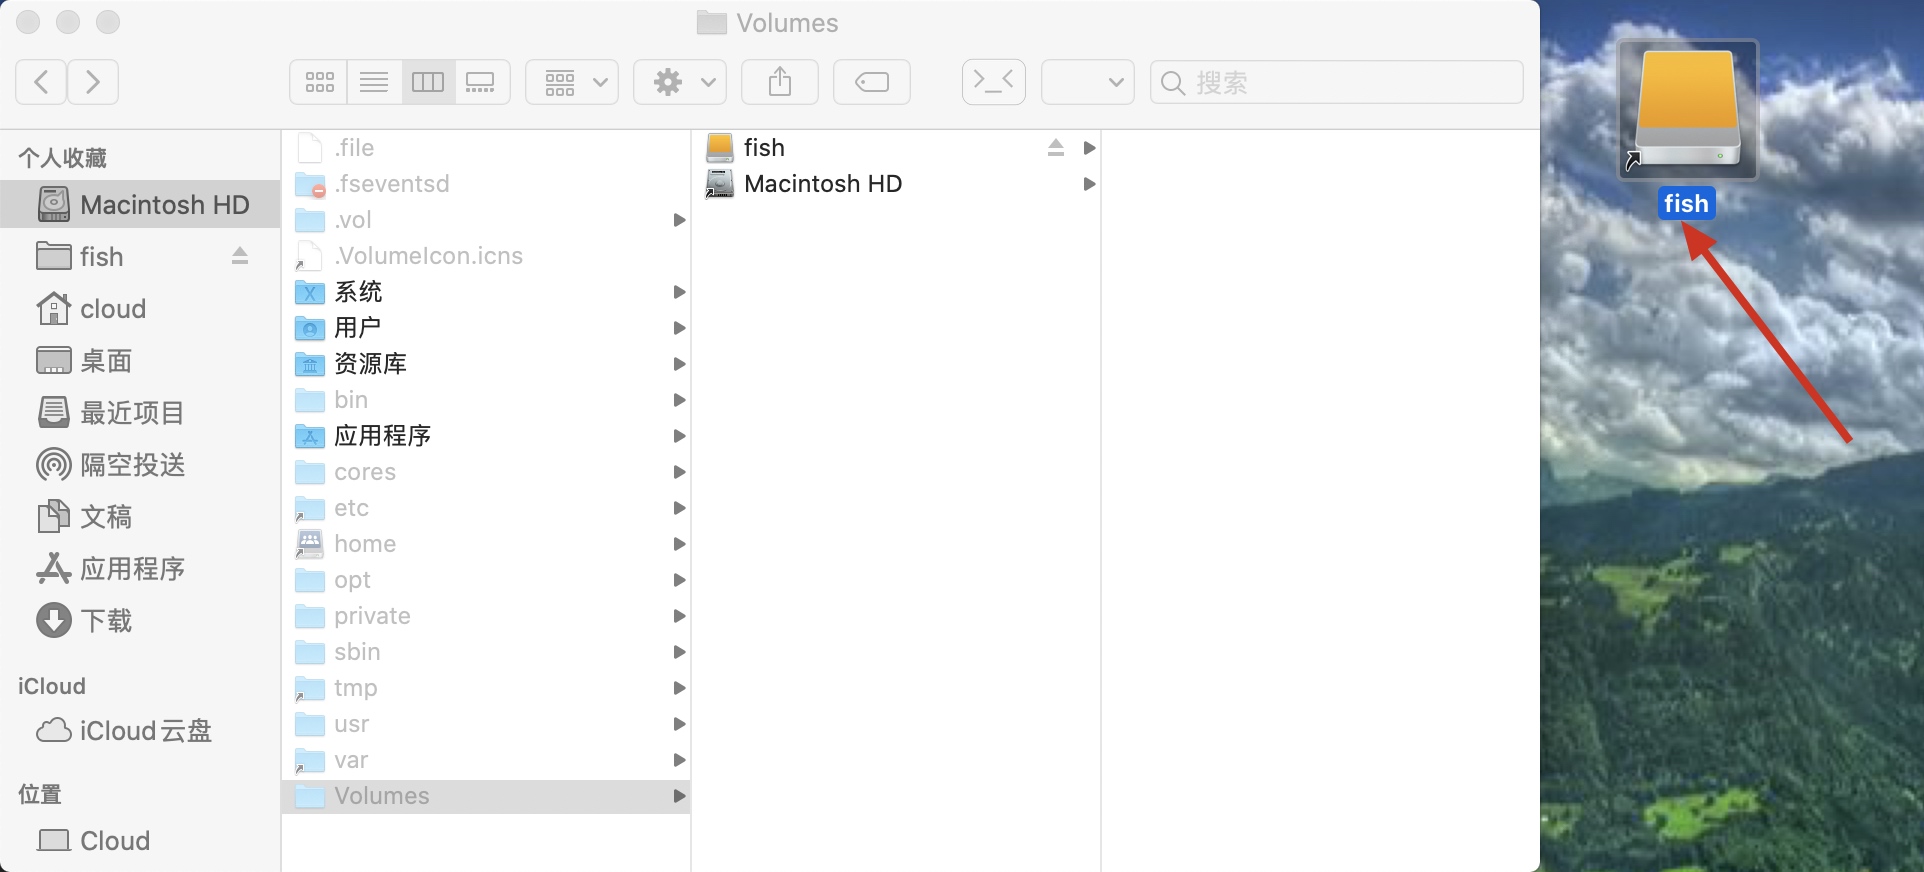 Volumes
搜索
个人收藏
Macintosh HD
fish
cloud
桌面
最近项目
隔空投送
文稿
应用程序
下载
iCloud
iCloud云盘
位置
Cloud
.file
.fseventsd
.vol
.VolumeIcon.icns
系统
用户
资源库
bin
应用程序
cores
etc
home
opt
private
sbin
tmp
usr
var
Volumes
fish
Macintosh HD
fish